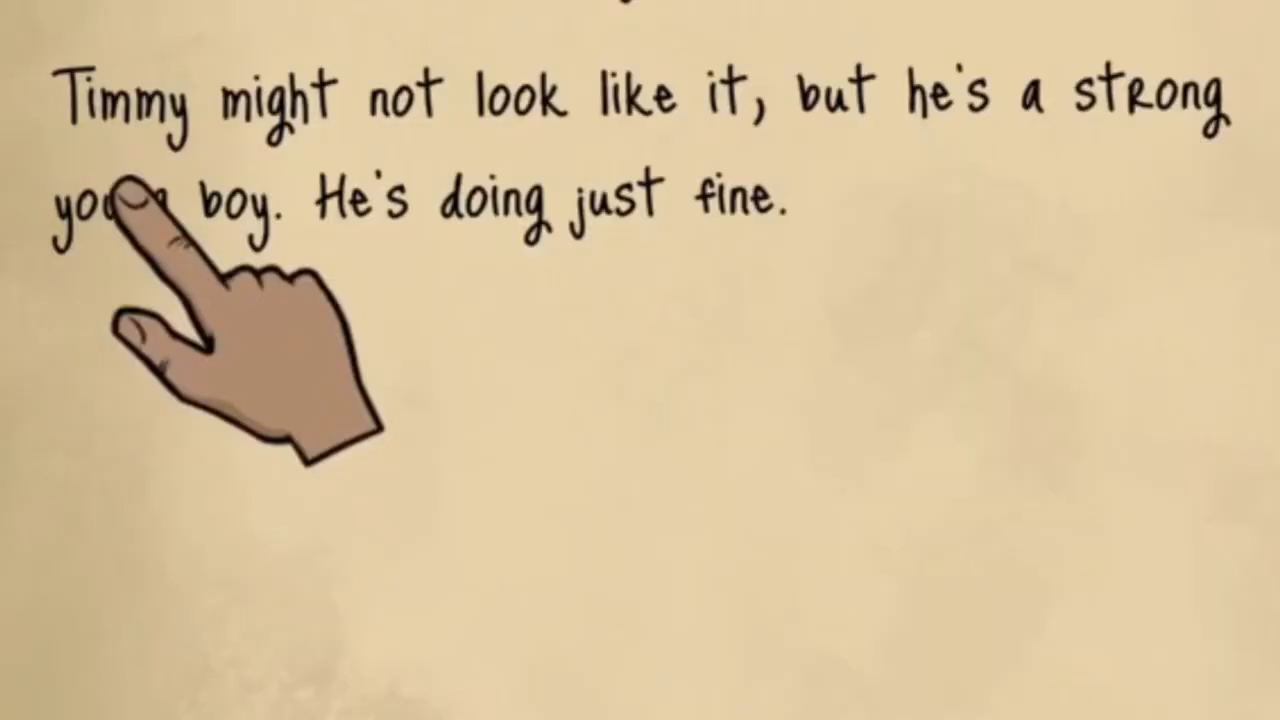 Timmy might not look like it, but he's a strong
boy. He's doing just fine.